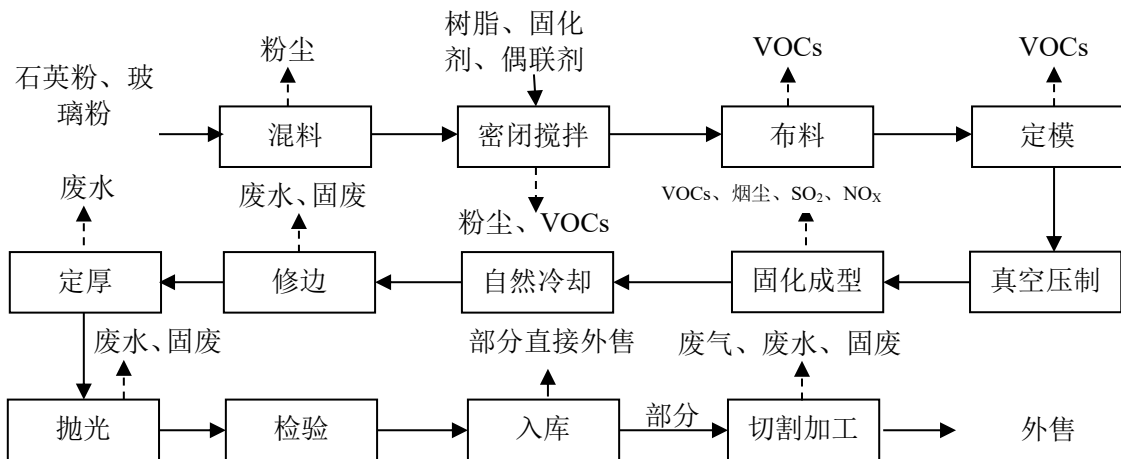 树脂、固化
剂、偶联剂
粉尘
VOCs
VOCs
石英粉、玻
璃粉
混料
密闭搅拌
布料
定模
废水
废水、固废
粉尘、VOCs
VOCs、烟尘、SO₂、NOX
定厚
修边
自然冷却
固化成型
真空压制
废水、固废
部分直接外售
废气、废水、固废
抛光
检验
入库
部分
切割加工
外售